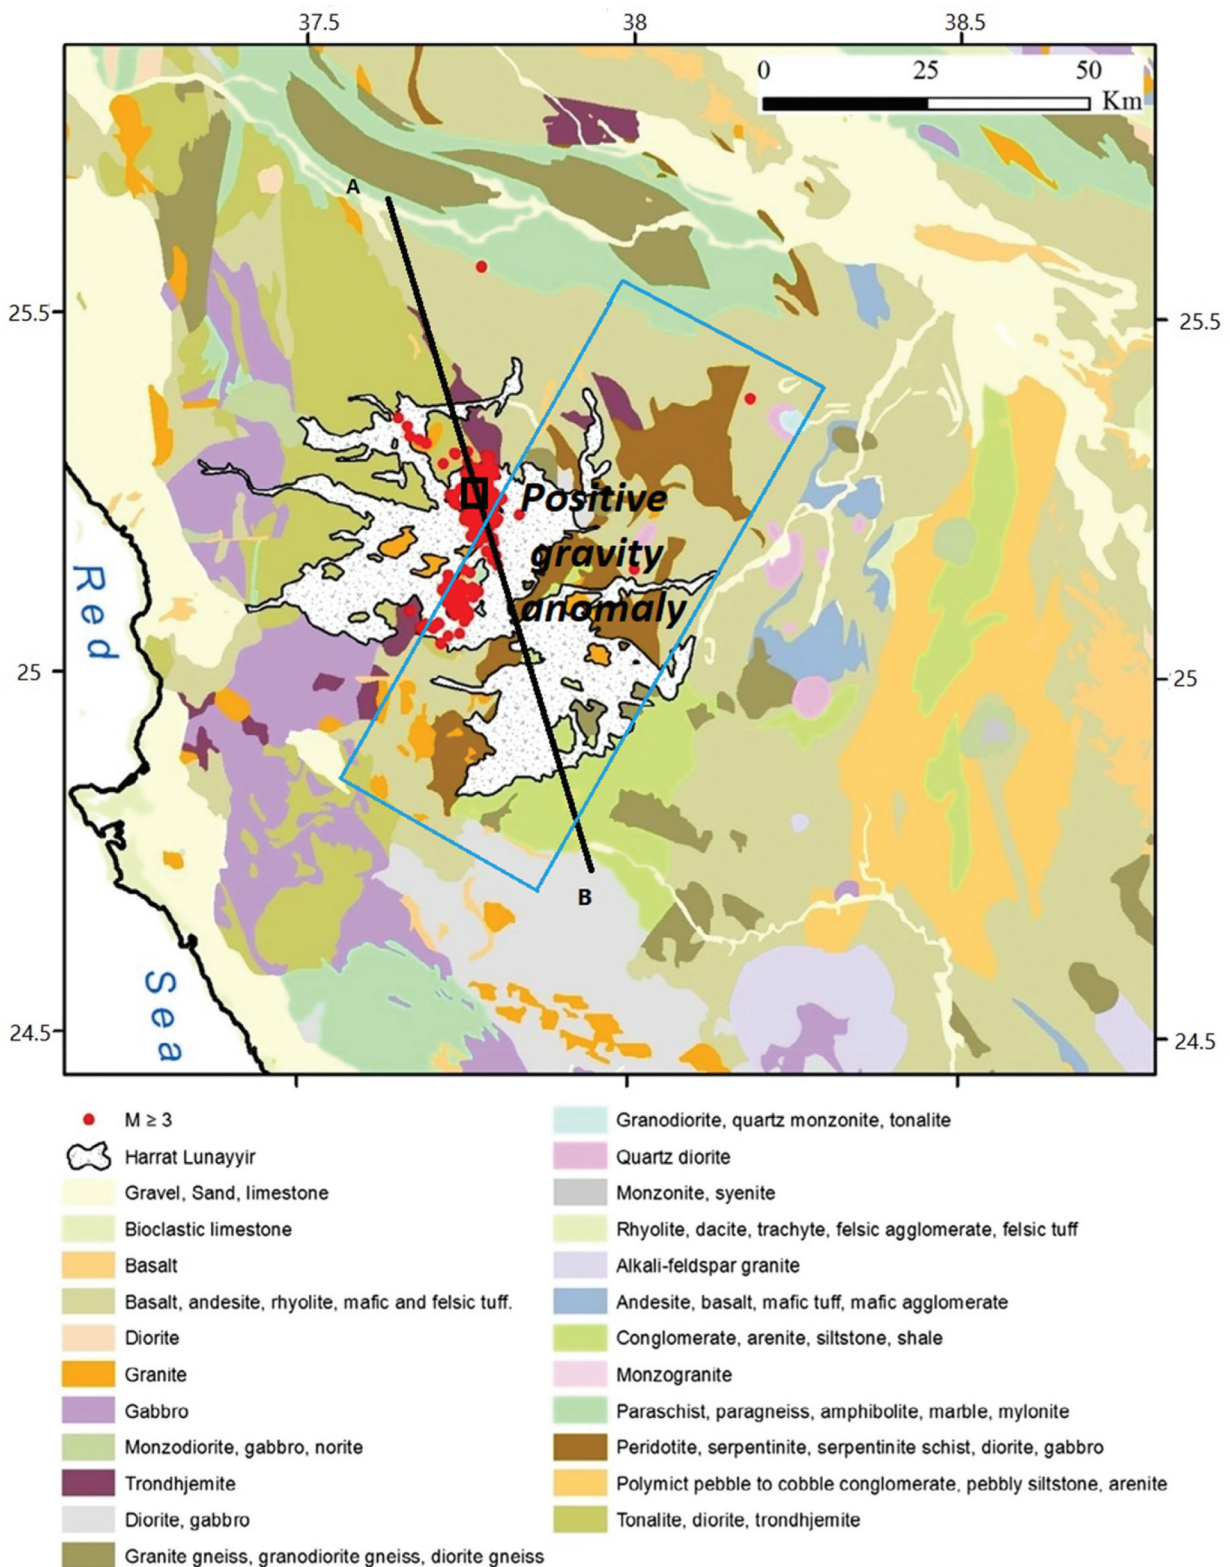 37.5
38
38.5
0
25
50
Km
A
25.5
25.5
Positive
gravity
anomaly
Red
25
25
B
Sea
24.5
24.5
M ≥ 3
Harrat Lunayyir
Gravel, Sand, limestone
Bioclastic limestone
Basalt
Basalt, andesite, rhyolite, mafic and felsic tuff.
Diorite
Granite
Gabbro
Monzodiorite, gabbro, norite
Trondhjemite
Diorite, gabbro
Granite gneiss, granodiorite gneiss, diorite gneiss
Granodiorite, quartz monzonite, tonalite
Quartz diorite
Monzonite, syenite
Rhyolite, dacite, trachyte, felsic agglomerate, felsic tuff
Alkali-feldspar granite
Andesite, basalt, mafic tuff, mafic agglomerate
Conglomerate, arenite, siltstone, shale
Monzogranite
Paraschist, paragneiss, amphibolite, marble, mylonite
Peridotite, serpentinite, serpentinite schist, diorite, gabbro
Polymict pebble to cobble conglomerate, pebbly siltstone, arenite
Tonalite, diorite, trondhjemite